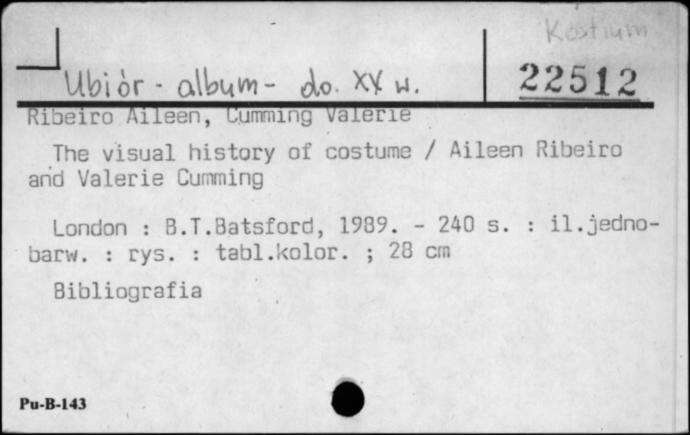 Kostium
Ubiór - album - do. XX w.
22512
Ribeiro Aileen, Cumming Valerie
The visual history of costume / Aileen Ribeiro
and Valerie Cumming
London : B.T.Batsford, 1989. - 240 s. : il.jedno-
barw. : rys. : tabl.kolor. ; 28 cm
Bibliografia
Pu-B-143